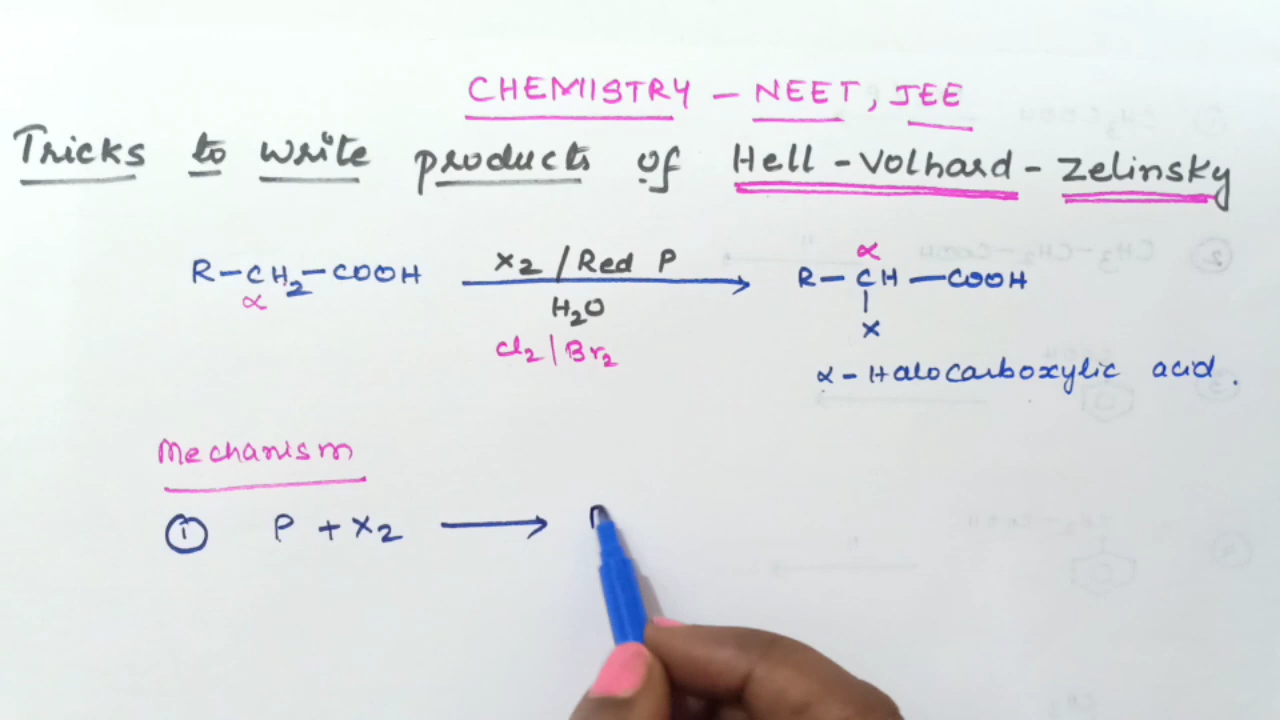 CHEMISTRY - NEET, JEE
Tricks to write products of Hell-Volhard-Zelinsky
R-CH₂-COOH X₂/Red P R-CH-COOH
α H₂O α
Cl₂/Br₂ X
α-Halocarboxylic acid.
Mechanism
① P + X₂ ⟶